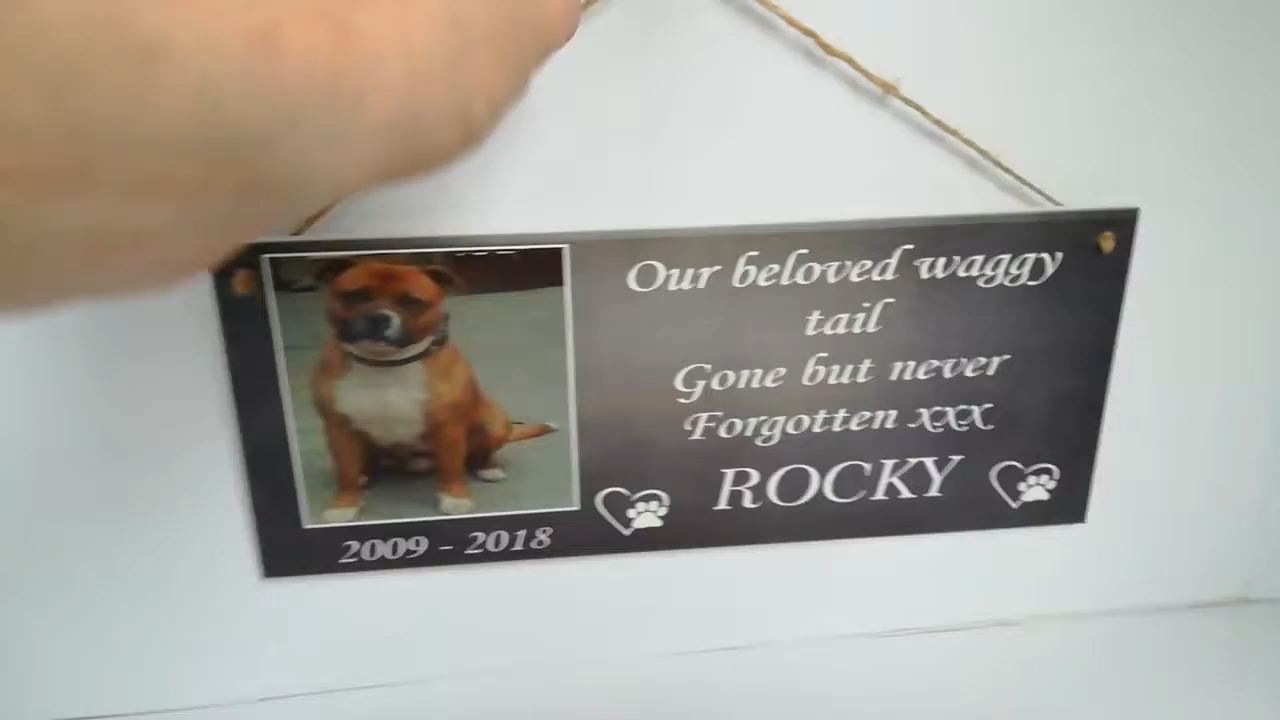 Our beloved waggy
tail
Gone but never
Forgotten xxx
ROCKY
2009 - 2018